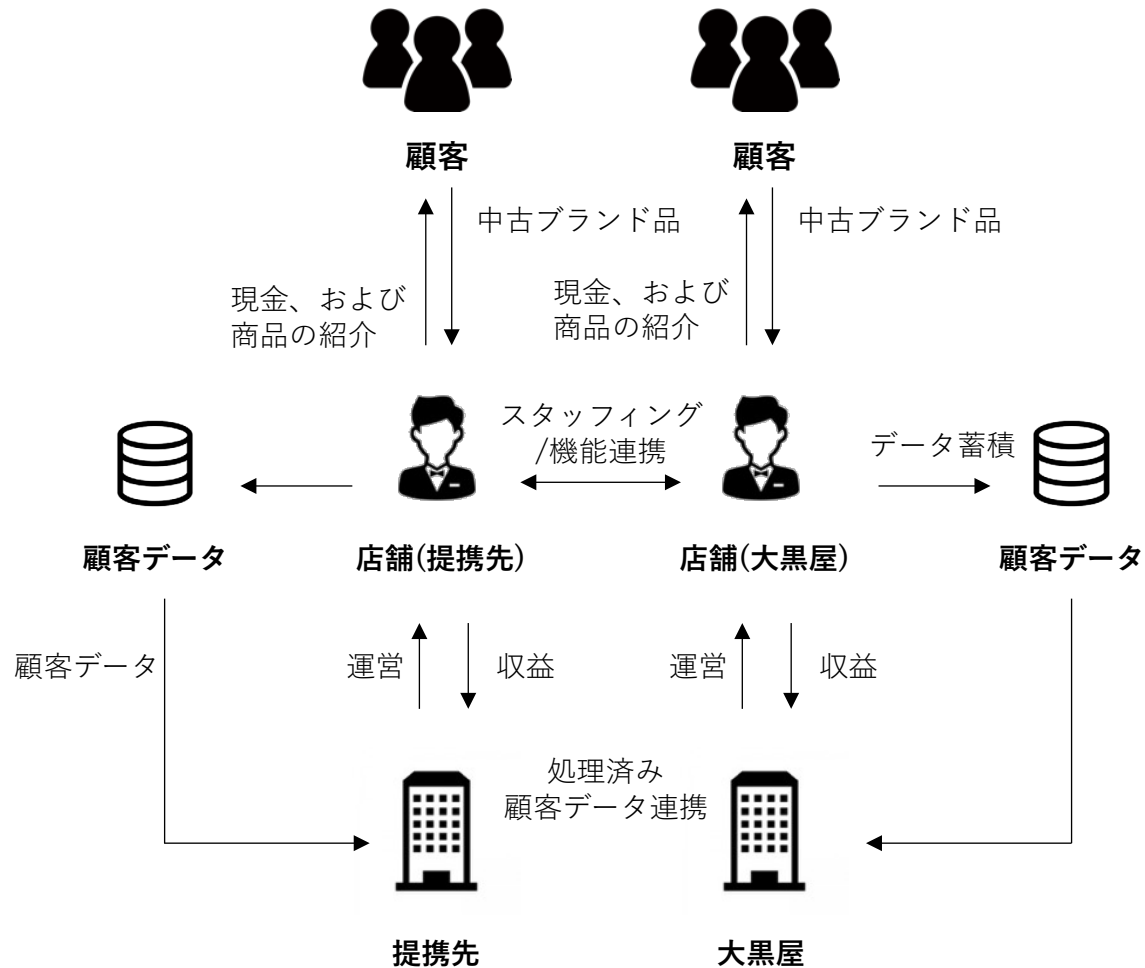 顧客
顧客
中古ブランド品
中古ブランド品
現金、および
商品の紹介
現金、および
商品の紹介
スタッフィング
/機能連携
データ蓄積
顧客データ
店舗(提携先)
店舗(大黒屋)
顧客データ
顧客データ
運営
収益
運営
収益
処理済み
顧客データ連携
提携先
大黒屋